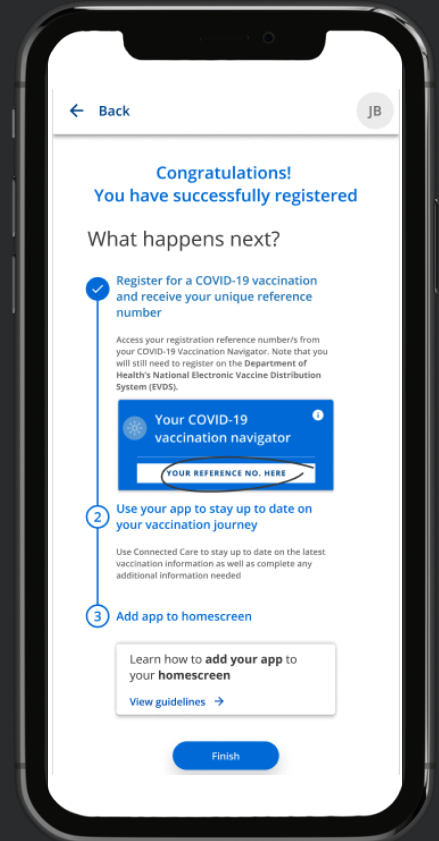 Back
JB
Congratulations!
You have successfully registered
What happens next?
Register for a COVID-19 vaccination
and receive your unique reference
number
Access your registration reference number/s from
your COVID-19 Vaccination Navigator. Note that you
will still need to register on the Department of
Health's National Electronic Vaccine Distribution
System (EVDS).
Your COVID-19
vaccination navigator
i
YOUR REFERENCE NO. HERE
2
Use your app to stay up to date on
your vaccination journey
Use Connected Care to stay up to date on the latest
vaccination information as well as complete any
additional information needed
3
Add app to homescreen
Learn how to add your app to
your homescreen
View guidelines
Finish